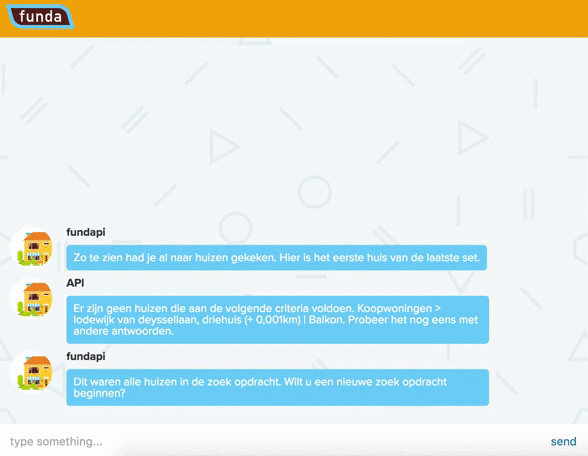 funda
fundapi
Zo te zien had je al naar huizen gekeken. Hier is het eerste huis van de laatste set.
API
Er zijn geen huizen die aan de volgende criteria voldoen. Koopwoningen >
lodewijk van deyssellaan, driehuis (+ 0,001km) | Balkon. Probeer het nog eens met
andere antwoorden.
fundapi
Dit waren alle huizen in de zoek opdracht. Wilt u een nieuwe zoek opdracht
beginnen?
type something... send